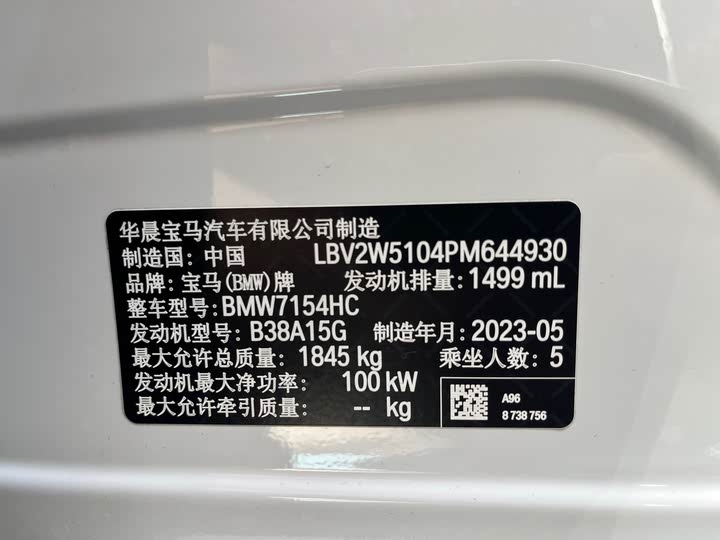 华晨宝马汽车有限公司制造
制造国: 中国 LBV2W5104PM644930
品牌: 宝马(BMW)牌 发动机排量: 1499 mL
整车型号: BMW7154HC
发动机型号: B38A15G 制造年月: 2023-05
最大允许总质量: 1845 kg 乘坐人数: 5
发动机最大净功率: 100 kW
最大允许牵引质量: -- kg
A96
8 738 756